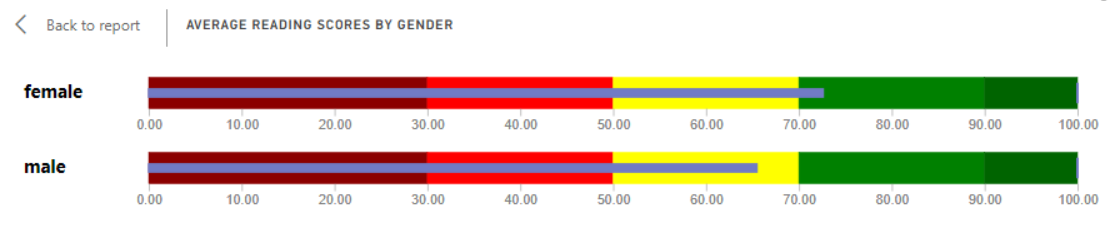 Back to report
AVERAGE READING SCORES BY GENDER
female
0.00 10.00 20.00 30.00 40.00 50.00 60.00 70.00 80.00 90.00 100.00
male
0.00 10.00 20.00 30.00 40.00 50.00 60.00 70.00 80.00 90.00 100.00